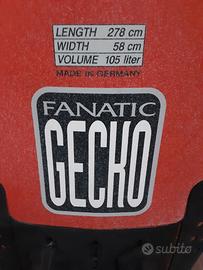 LENGTH 278 cm
WIDTH 58 cm
VOLUME 105 liter
MADE IN GERMANY
FANATIC
GECKO
subito